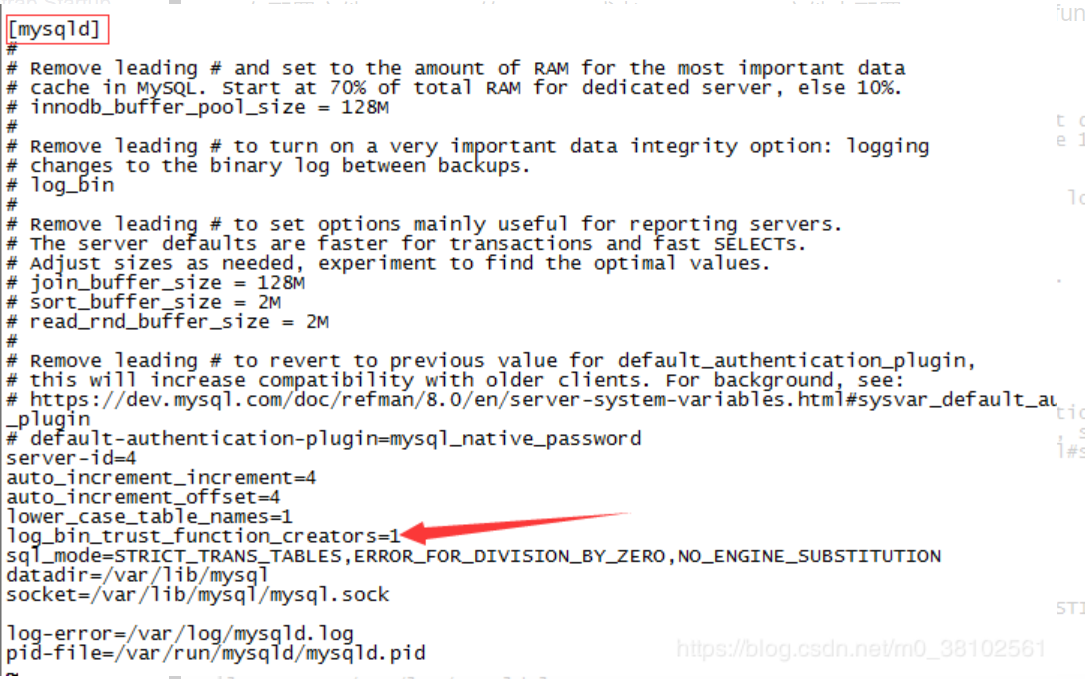 [mysqld]
#
# Remove leading # and set to the amount of RAM for the most important data
# cache in MySQL. Start at 70% of total RAM for dedicated server, else 10%.
# innodb_buffer_pool_size = 128M
#
# Remove leading # to turn on a very important data integrity option: logging
# changes to the binary log between backups.
# log_bin
#
# Remove leading # to set options mainly useful for reporting servers.
# The server defaults are faster for transactions and fast SELECTs.
# Adjust sizes as needed, experiment to find the optimal values.
# join_buffer_size = 128M
# sort_buffer_size = 2M
# read_rnd_buffer_size = 2M
#
# Remove leading # to revert to previous value for default_authentication_plugin,
# this will increase compatibility with older clients. For background, see:
# https://dev.mysql.com/doc/refman/8.0/en/server-system-variables.html#sysvar_default_au
_plugin
# default-authentication-plugin=mysql_native_password
server-id=4
auto_increment_increment=4
auto_increment_offset=4
lower_case_table_names=1
log_bin_trust_function_creators=1
sql_mode=STRICT_TRANS_TABLES,ERROR_FOR_DIVISION_BY_ZERO,NO_ENGINE_SUBSTITUTION
datadir=/var/lib/mysql
socket=/var/lib/mysql/mysql.sock
log-error=/var/log/mysqld.log
pid-file=/var/run/mysqld/mysqld.pid
https://blog.csdn.net/m0_38102561